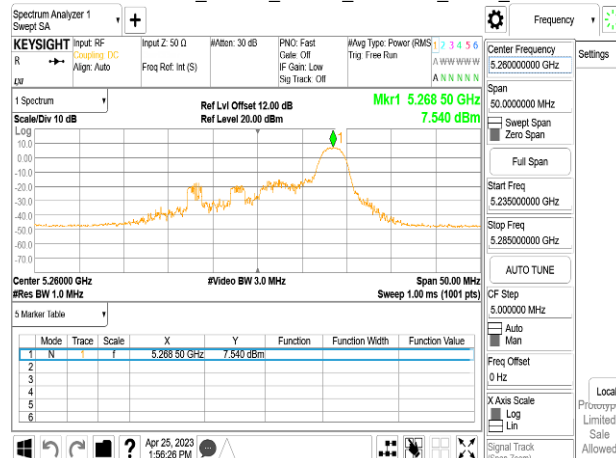 Spectrum Analyzer 1
Swept SA
+
Frequency
KEYSIGHT
R
Input: RF
Coupling: DC
Align: Auto
Input Z: 50 Ω
Freq Ref: Int (S)
#Atten: 30 dB
PNO: Fast
Gate: Off
IF Gain: Low
Sig Track: Off
#Avg Type: Power (RMS
Trig: Free Run
1 2 3 4 5 6
A W W W W W
A N N N N N
Settings
Center Frequency
5.260000000 GHz
Span
50.0000000 MHz
Swept Span
Zero Span
Full Span
Start Freq
5.235000000 GHz
Stop Freq
5.285000000 GHz
AUTO TUNE
CF Step
5.000000 MHz
Auto
Man
Freq Offset
0 Hz
X Axis Scale
Log
Lin
Signal Track
(Span Zoom)
Local
Limited
Sale
Allowed
1 Spectrum
Scale/Div 10 dB
Ref Lvl Offset 12.00 dB
Ref Level 20.00 dBm
Mkr1 5.268 50 GHz
7.540 dBm
Log
10.0
0.00
-10.0
-20.0
-30.0
-40.0
-50.0
-60.0
-70.0
1
Center 5.26000 GHz
#Res BW 1.0 MHz
#Video BW 3.0 MHz
Span 50.00 MHz
Sweep 1.00 ms (1001 pts)
5 Marker Table
Mode Trace Scale X Y Function Function Width Function Value
1 N 1 f 5.268 50 GHz 7.540 dBm
2
3
4
5
6
?
Apr 25, 2023
1:56:26 PM